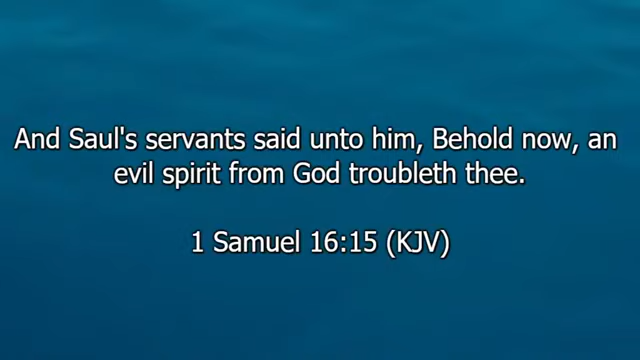 And Saul's servants said unto him, Behold now, an
evil spirit from God troubleth thee.
1 Samuel 16:15 (KJV)